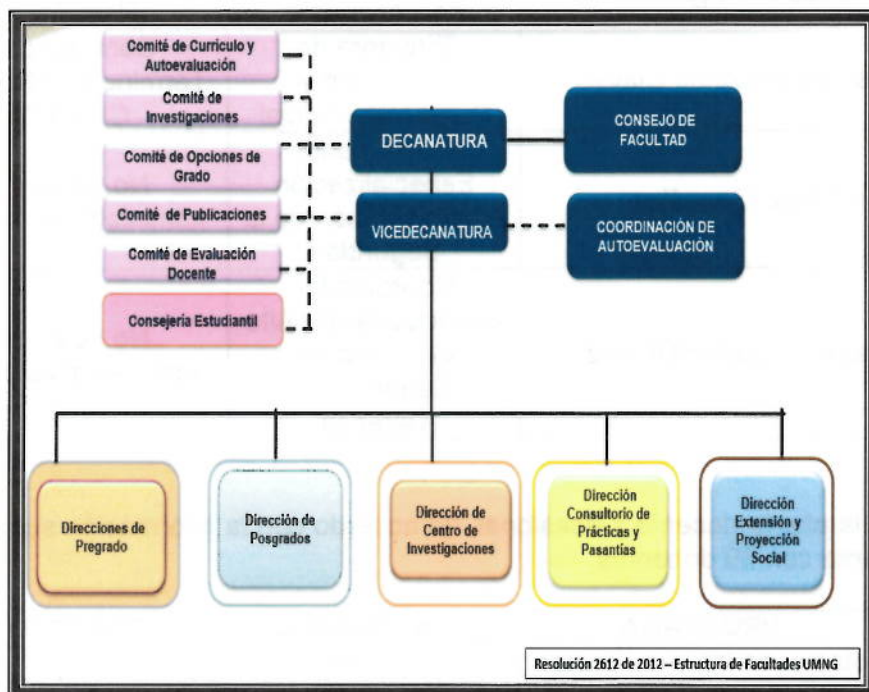 Comité de Currículo y
Autoevaluación
Comité de
Investigaciones
Comité de Opciones de
Grado
Comité de Publicaciones
Comité de Evaluación
Docente
Consejería Estudiantil
DECANATURA
CONSEJO DE
FACULTAD
VICEDECANATURA
COORDINACIÓN DE
AUTOEVALUACIÓN
Direcciones de
Pregrado
Dirección de
Posgrados
Dirección de
Centro de
Investigaciones
Dirección
Consultorio de
Prácticas y
Pasantías
Dirección
Extensión y
Proyección
Social
Resolución 2612 de 2012 – Estructura de Facultades UMNG